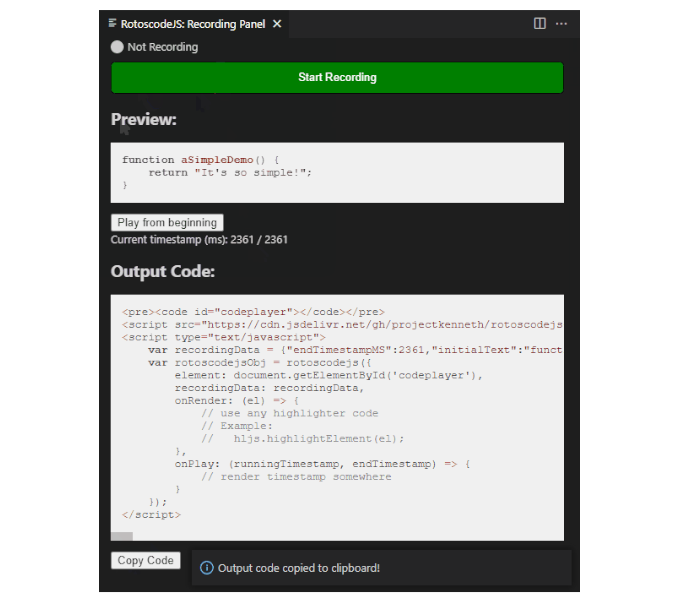 RotoscodeJS: Recording Panel
Not Recording
Start Recording
Preview:
function aSimpleDemo() {
    return "It's so simple!";
}
Play from beginning
Current timestamp (ms): 2361 / 2361
Output Code:
<pre><code id="codeplayer"></code></pre>
<script src="https://cdn.jsdelivr.net/gh/projectkenneth/rotoscodejs
<script type="text/javascript">
    var recordingData = {"endTimestampMS":2361,"initialText":"funct
    var rotoscodejsObj = rotoscodejs({
        element: document.getElementById('codeplayer'),
        recordingData: recordingData,
        onRender: (el) => {
            // use any highlighter code
            // Example:
            //   hljs.highlightElement(el);
        },
        onPlay: (runningTimestamp, endTimestamp) => {
            // render timestamp somewhere
        }
    });
</script>
Copy Code
Output code copied to clipboard!